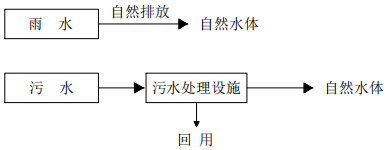 雨 水
自然排放
自然水体
污 水
污水处理设施
自然水体
回 用